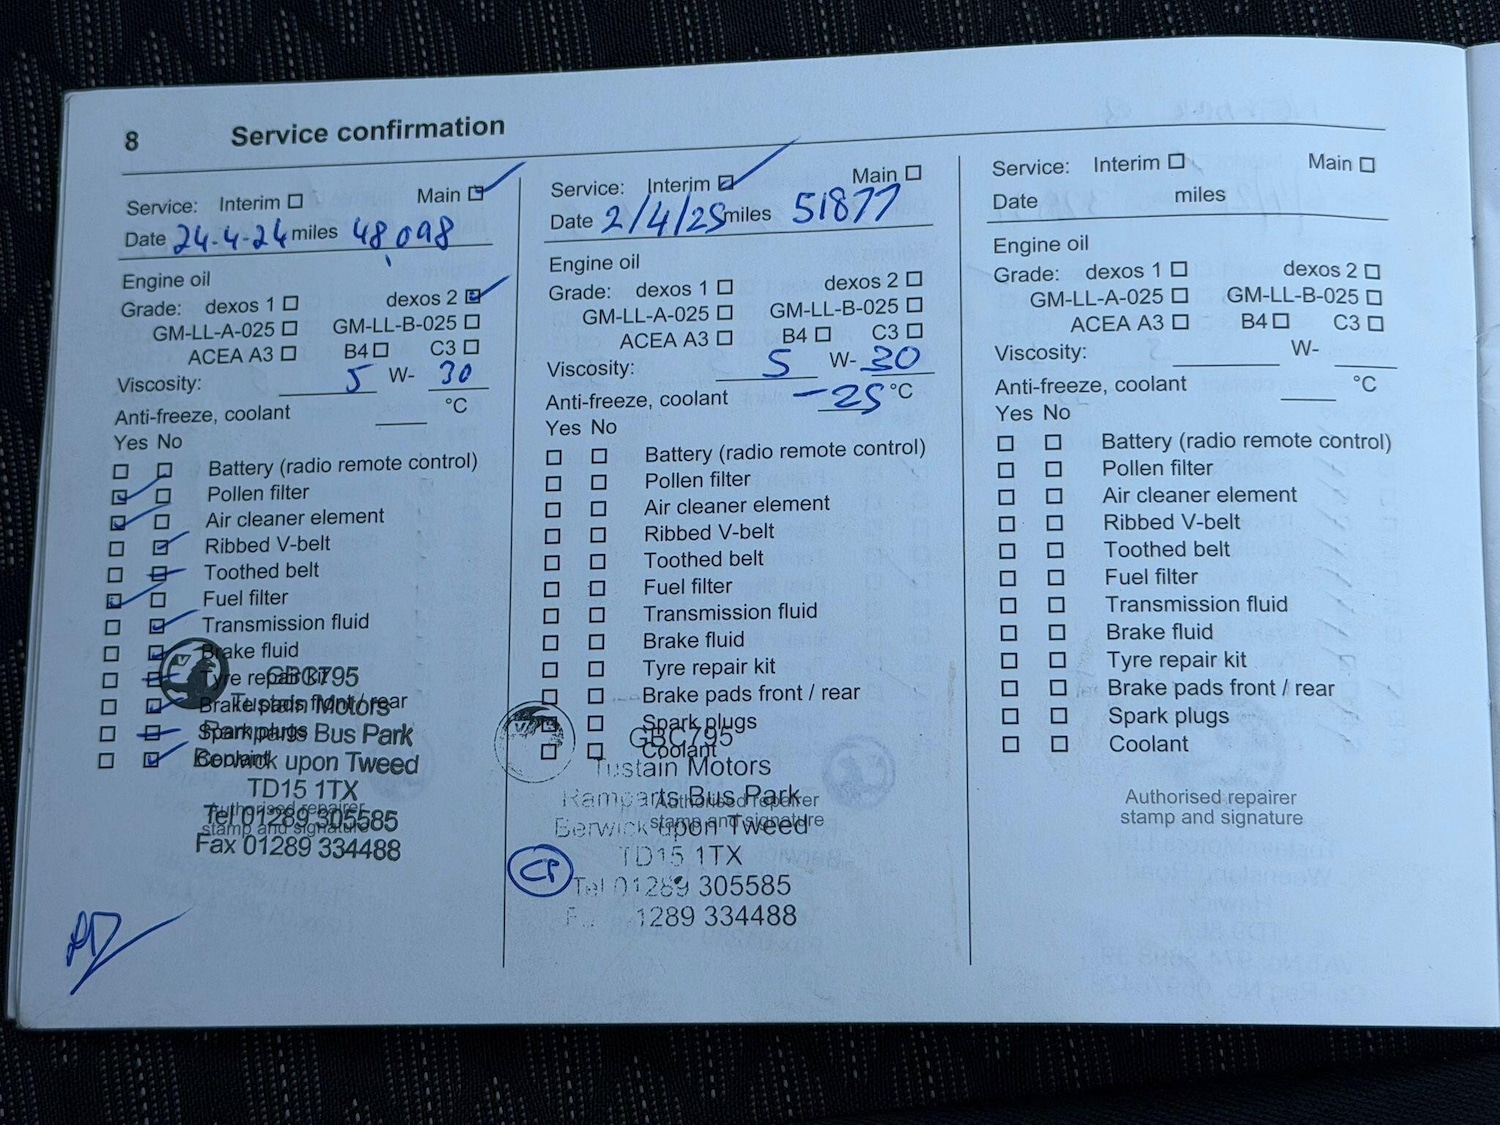 8 Service confirmation
Service: Interim Main
Date 24-4-24 miles 48,098
Engine oil
Grade: dexos 1 dexos 2
GM-LL-A-025 GM-LL-B-025
ACEA A3 B4 C3
Viscosity: 5 W- 30
Anti-freeze, coolant °C
Yes No
Battery (radio remote control)
Pollen filter
Air cleaner element
Ribbed V-belt
Toothed belt
Fuel filter
Transmission fluid
Brake fluid
Tyre repair kit
GBC795
Brake pads front / rear
Tustain Motors
Spark plugs
Ramparts Bus Park
Coolant
Berwick upon Tweed
TD15 1TX
Authorised repairer
Tel 01289 305585
stamp and signature
Fax 01289 334488
Service: Interim Main
Date 2/4/25 miles 51877
Engine oil
Grade: dexos 1 dexos 2
GM-LL-A-025 GM-LL-B-025
ACEA A3 B4 C3
Viscosity: 5 W- 30
Anti-freeze, coolant -25 °C
Yes No
Battery (radio remote control)
Pollen filter
Air cleaner element
Ribbed V-belt
Toothed belt
Fuel filter
Transmission fluid
Brake fluid
Tyre repair kit
Brake pads front / rear
Spark plugs
GBC795
Coolant
Tustain Motors
Ramparts Bus Park
Authorised repairer
stamp and signature
Berwick upon Tweed
TD15 1TX
CP
Tel 01289 305585
1289 334488
Service: Interim Main
Date miles
Engine oil
Grade: dexos 1 dexos 2
GM-LL-A-025 GM-LL-B-025
ACEA A3 B4 C3
Viscosity: W-
Anti-freeze, coolant °C
Yes No
Battery (radio remote control)
Pollen filter
Air cleaner element
Ribbed V-belt
Toothed belt
Fuel filter
Transmission fluid
Brake fluid
Tyre repair kit
Brake pads front / rear
Spark plugs
Coolant
Authorised repairer
stamp and signature